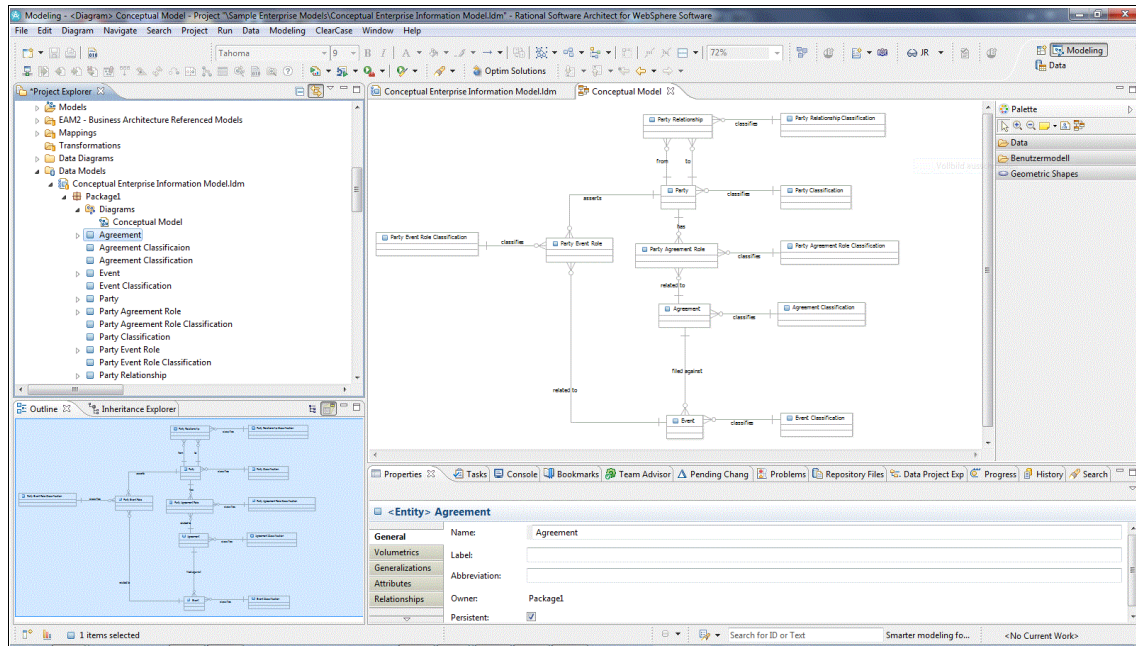 Modeling - <Diagram> Conceptual Model - Project "\Sample Enterprise Models\Conceptual Enterprise Information Model.ldm" - Rational Software Architect for WebSphere Software
File Edit Diagram Navigate Search Project Run Data Modeling ClearCase Window Help
Tahoma 9 B I A 72% JR Modeling
Optim Solutions Data
*Project Explorer
Models
EAM2 - Business Architecture Referenced Models
Mappings
Transformations
Data Diagrams
Data Models
Conceptual Enterprise Information Model.ldm
Package1
Diagrams
Conceptual Model
Agreement
Agreement Classificaion
Agreement Classification
Event
Event Classification
Party
Party Agreement Role
Party Agreement Role Classification
Party Classification
Party Event Role
Party Event Role Classification
Party Relationship
Conceptual Enterprise Information Model.ldm Conceptual Model
Party Relationship classifies Party Relationship Classification
from to
Party classifies Party Classification
asserts
has
Party Event Role Classification classifies Party Event Role
Party Agreement Role classifies Party Agreement Role Classification
related to
Agreement classifies Agreement Classification
filed against
related to
Event classifies Event Classification
Palette
Data
Benutzermodell
Geometric Shapes
Outline Inheritance Explorer
Properties Tasks Console Bookmarks Team Advisor Pending Chang Problems Repository Files Data Project Exp Progress History Search
<Entity> Agreement
General
Volumetrics
Generalizations
Attributes
Relationships
Name: Agreement
Label:
Abbreviation:
Owner: Package1
Persistent:
1 items selected Search for ID or Text Smarter modeling fo... <No Current Work>